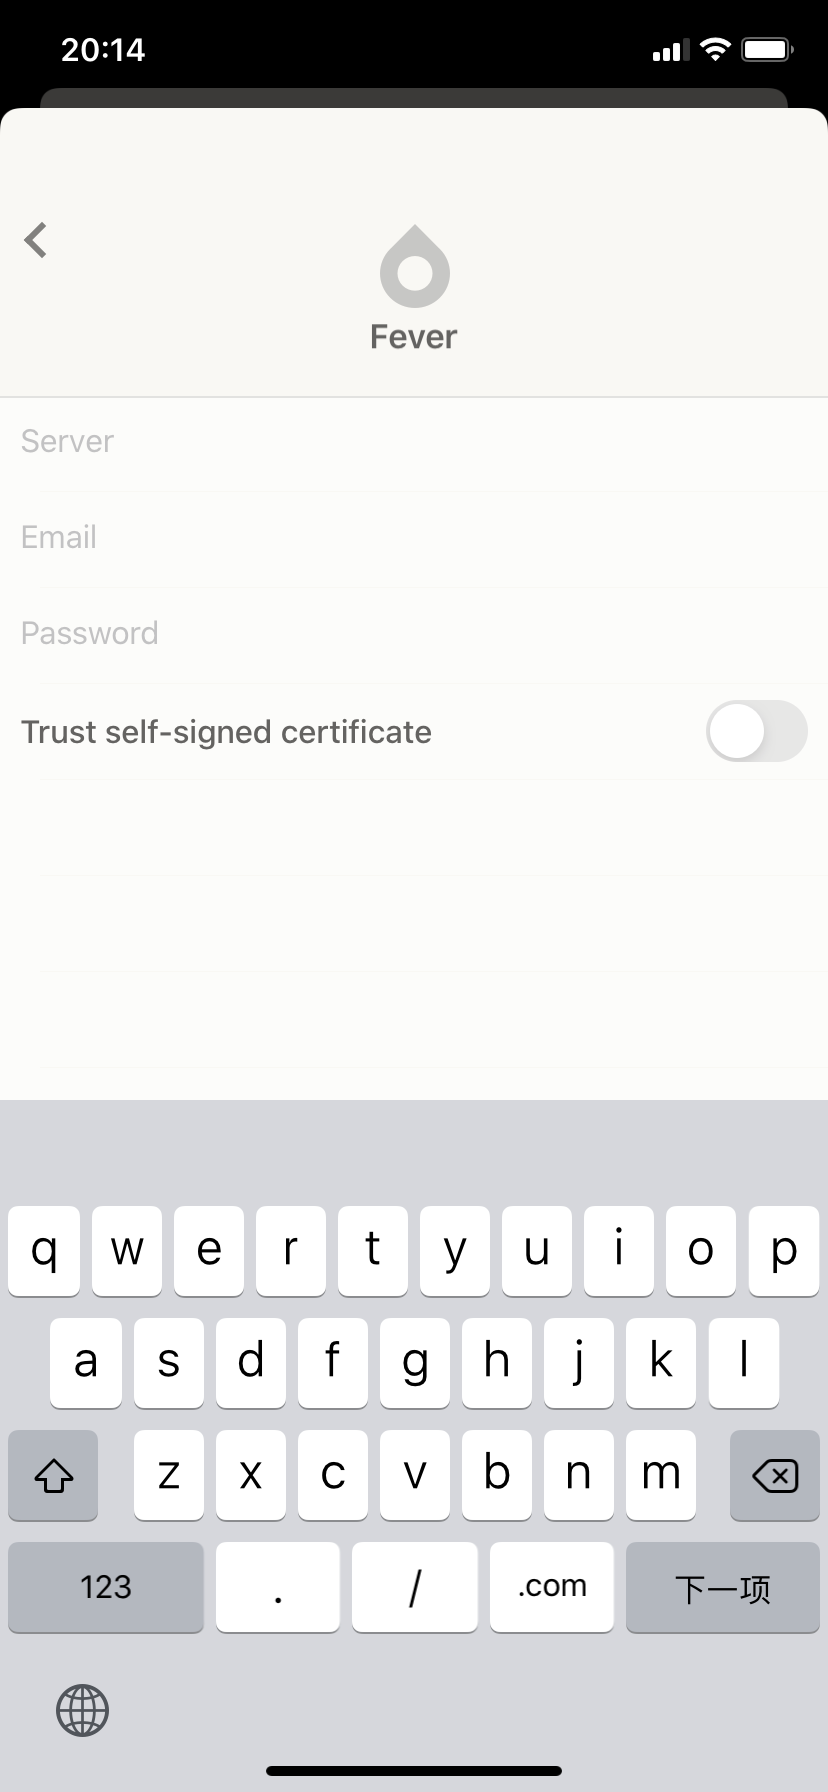 20:14
Fever
Server
Email
Password
Trust self-signed certificate
q w e r t y u i o p
a s d f g h j k l
z x c v b n m
123 . / .com 下一项